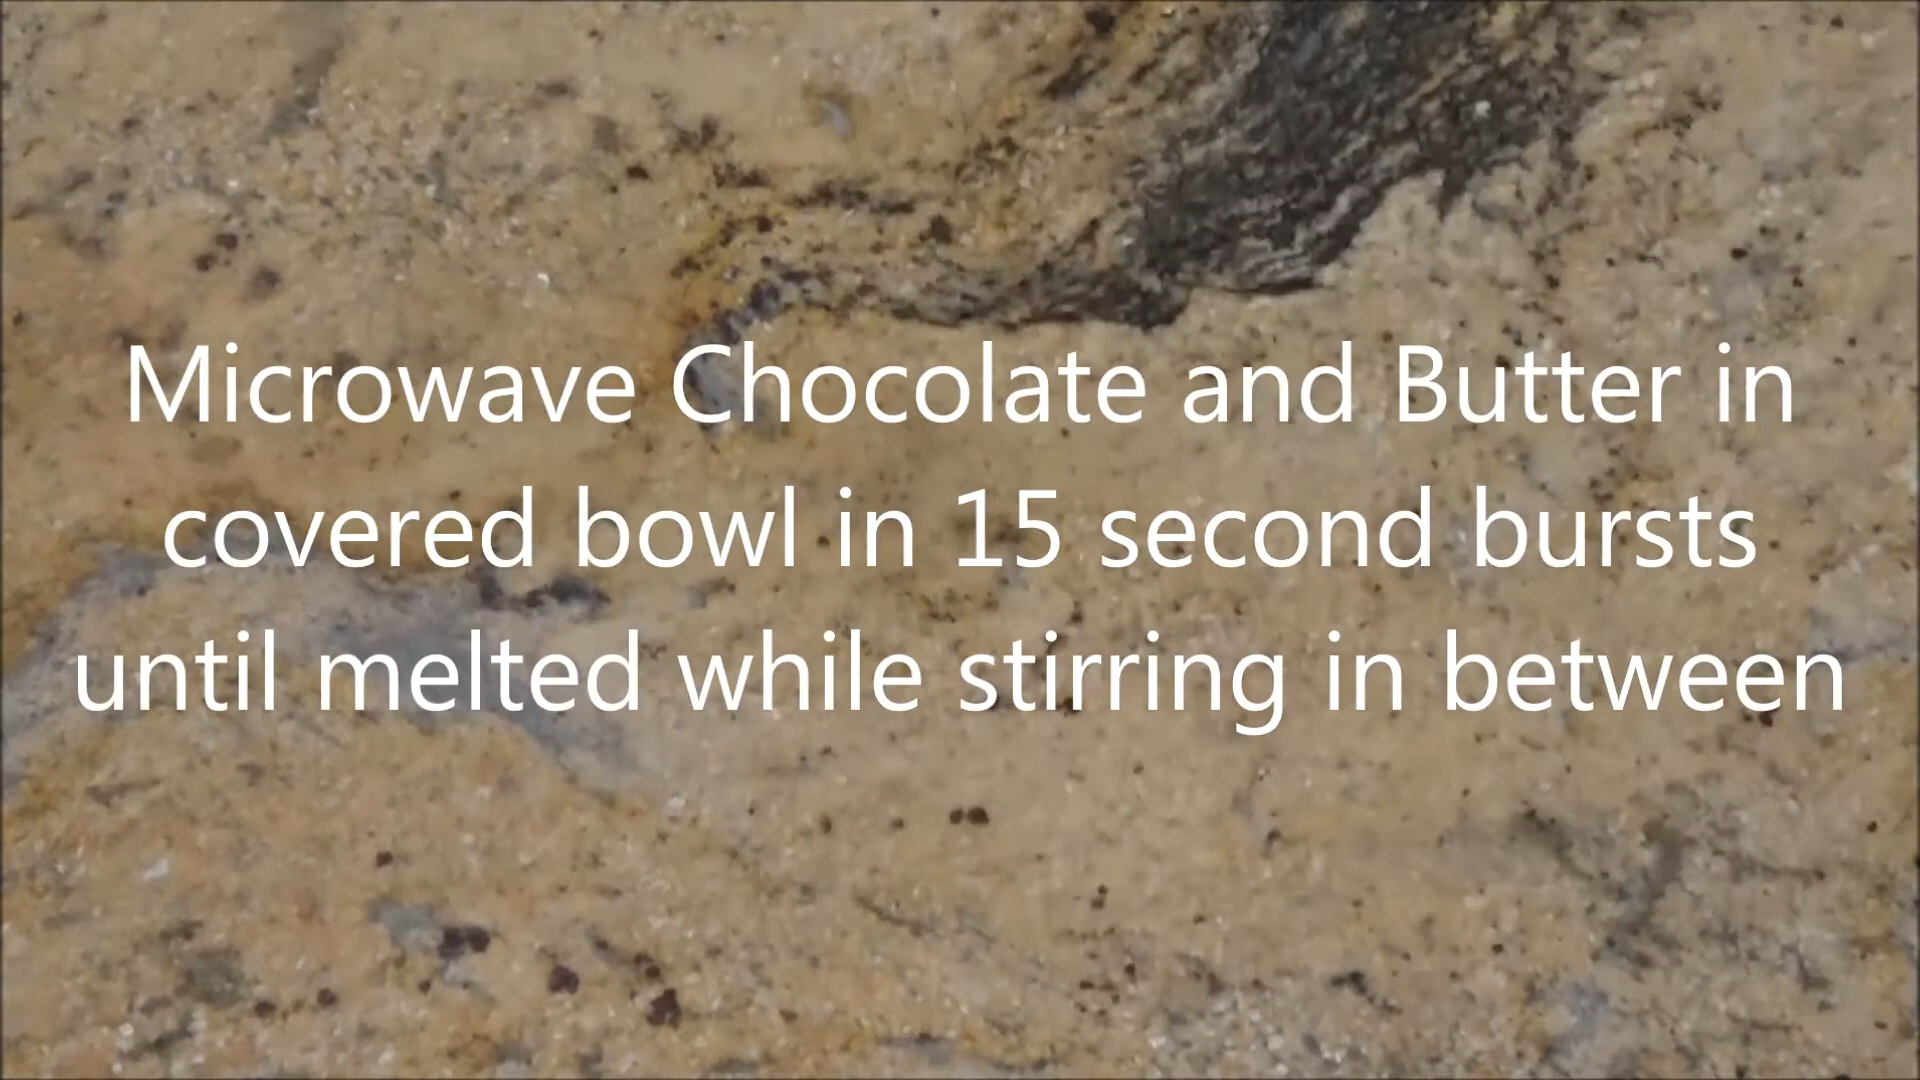 Microwave Chocolate and Butter in
covered bowl in 15 second bursts
until melted while stirring in between